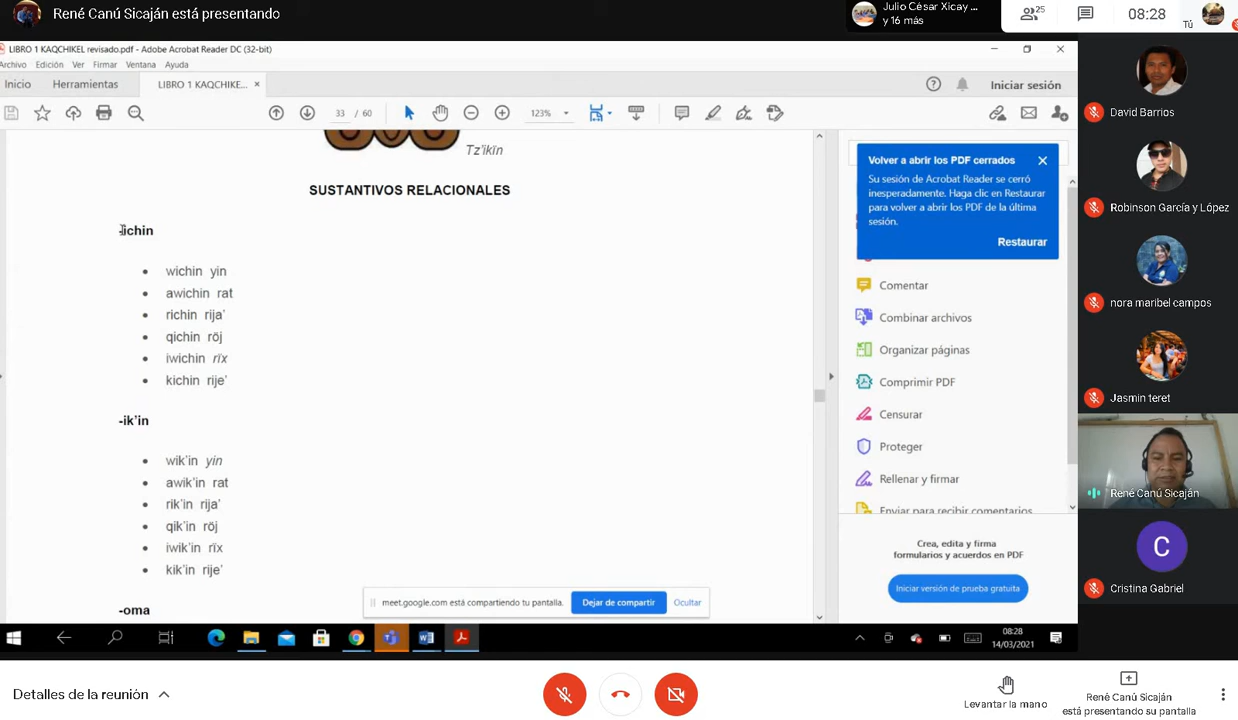 René Canú Sicaján está presentando
Julio César Xicay ...
y 16 más
25
08:28
Tú
LIBRO 1 KAQCHIKEL revisado.pdf - Adobe Acrobat Reader DC (32-bit)
Archivo Edición Ver Firmar Ventana Ayuda
Inicio Herramientas LIBRO 1 KAQCHIKE... ×
Iniciar sesión
33 / 60
123%
Tz'ikïn
SUSTANTIVOS RELACIONALES
-ichin
• wichin yin
• awichin rat
• richin rija'
• qichin röj
• iwichin rïx
• kichin rije'
-ik'in
• wik'in yin
• awik'in rat
• rik'in rija'
• qik'in röj
• iwik'in rïx
• kik'in rije'
-oma
Volver a abrir los PDF cerrados
Su sesión de Acrobat Reader se cerró
inesperadamente. Haga clic en Restaurar
para volver a abrir los PDF de la última
sesión.
Restaurar
Comentar
Combinar archivos
Organizar páginas
Comprimir PDF
Censurar
Proteger
Rellenar y firmar
Enviar para recibir comentarios
Crea, edita y firma
formularios y acuerdos en PDF
Iniciar versión de prueba gratuita
meet.google.com está compartiendo tu pantalla.
Dejar de compartir
Ocultar
08:28
14/03/2021
David Barrios
Robinson García y López
nora maribel campos
Jasmin teret
René Canú Sicaján
C
Cristina Gabriel
Detalles de la reunión
Levantar la mano
René Canú Sicaján
está presentando su pantalla